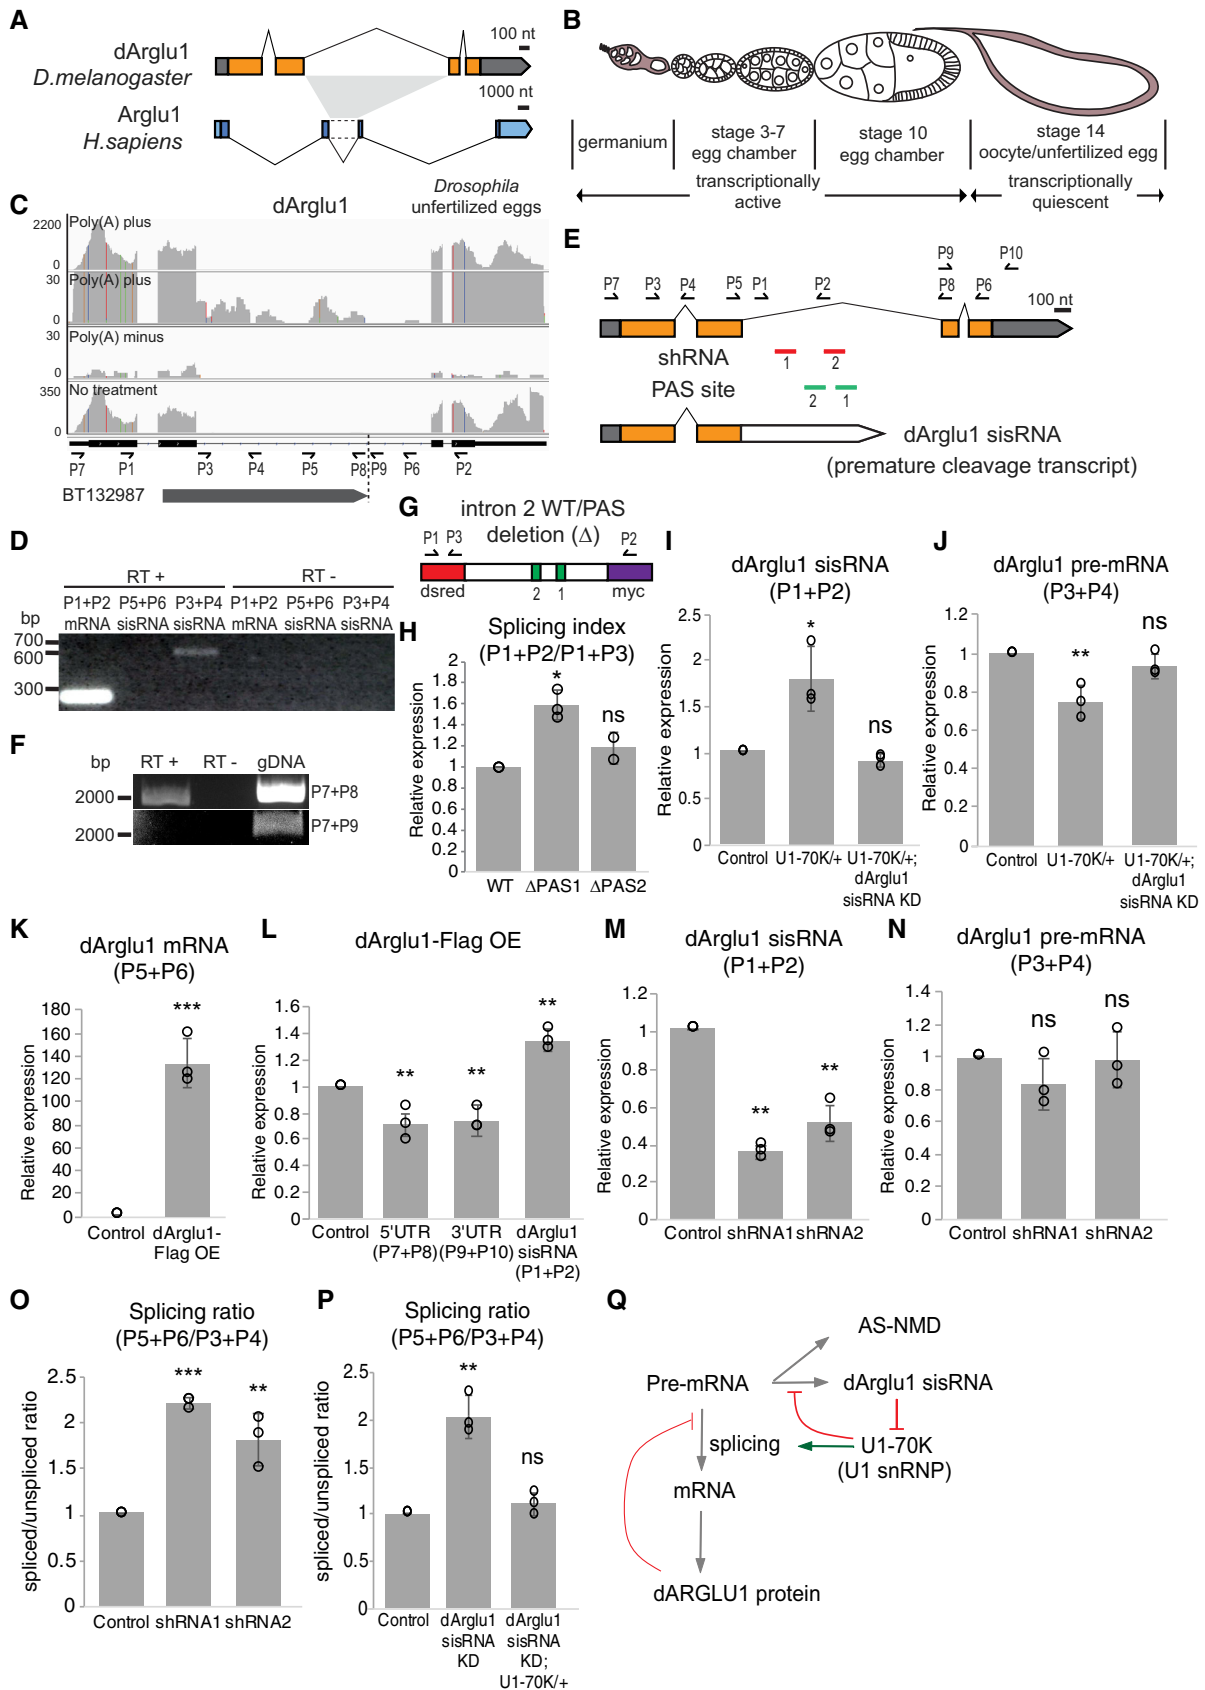 A
dArglu1
D.melanogaster
100 nt
1000 nt
Arglu1
H.sapiens
B
germanium
stage 3-7
egg chamber
stage 10
egg chamber
stage 14
oocyte/unfertilized egg
transcriptionally
active
transcriptionally
quiescent
C
dArglu1
Drosophila
unfertilized eggs
2200
Poly(A) plus
0
30
Poly(A) plus
0
30
Poly(A) minus
0
350
No treatment
0
P7 P1 P3 P4 P5 P8 P9 P6 P2
BT132987
E
P9 P10
P7 P3 P4 P5 P1 P2 P8 P6
100 nt
shRNA
1 2
PAS site
2 1
dArglu1 sisRNA
(premature cleavage transcript)
D
RT + RT -
P1+P2 P5+P6 P3+P4 P1+P2 P5+P6 P3+P4
mRNA sisRNA sisRNA mRNA sisRNA sisRNA
bp
700
600
300
F
bp RT + RT - gDNA
2000 P7+P8
2000 P7+P9
G
intron 2 WT/PAS
deletion (Δ)
P1 P3 P2
dsred 2 1 myc
H
Splicing index
(P1+P2/P1+P3)
Relative expression
2
1.8
1.6
1.4
1.2
1
0.8
0.6
0.4
0.2
0
*
ns
WT ΔPAS1 ΔPAS2
I
dArglu1 sisRNA
(P1+P2)
Relative expression
2.5
2
1.5
1
0.5
0
*
ns
Control U1-70K/+ U1-70K/+;
dArglu1
sisRNA KD
J
dArglu1 pre-mRNA
(P3+P4)
Relative expression
1.2
1
0.8
0.6
0.4
0.2
0
**
ns
Control U1-70K/+ U1-70K/+;
dArglu1
sisRNA KD
K
dArglu1 mRNA
(P5+P6)
Relative expression
180
160
140
120
100
80
60
40
20
0
***
Control dArglu1-
Flag OE
L
dArglu1-Flag OE
Relative expression
1.6
1.4
1.2
1
0.8
0.6
0.4
0.2
0
**
**
**
Control 5'UTR 3'UTR dArglu1
(P7+P8) (P9+P10) sisRNA
(P1+P2)
M
dArglu1 sisRNA
(P1+P2)
Relative expression
1.2
1
0.8
0.6
0.4
0.2
0
**
**
Control shRNA1 shRNA2
N
dArglu1 pre-mRNA
(P3+P4)
Relative expression
1.4
1.2
1
0.8
0.6
0.4
0.2
0
ns
ns
Control shRNA1 shRNA2
O
Splicing ratio
(P5+P6/P3+P4)
spliced/unspliced ratio
2.5
2
1.5
1
0.5
0
***
**
Control shRNA1 shRNA2
P
Splicing ratio
(P5+P6/P3+P4)
spliced/unspliced ratio
2.5
2
1.5
1
0.5
0
**
ns
Control dArglu1 dArglu1
sisRNA sisRNA
KD KD;
U1-70K/+
Q
AS-NMD
Pre-mRNA
dArglu1 sisRNA
splicing
U1-70K
(U1 snRNP)
mRNA
dARGLU1 protein